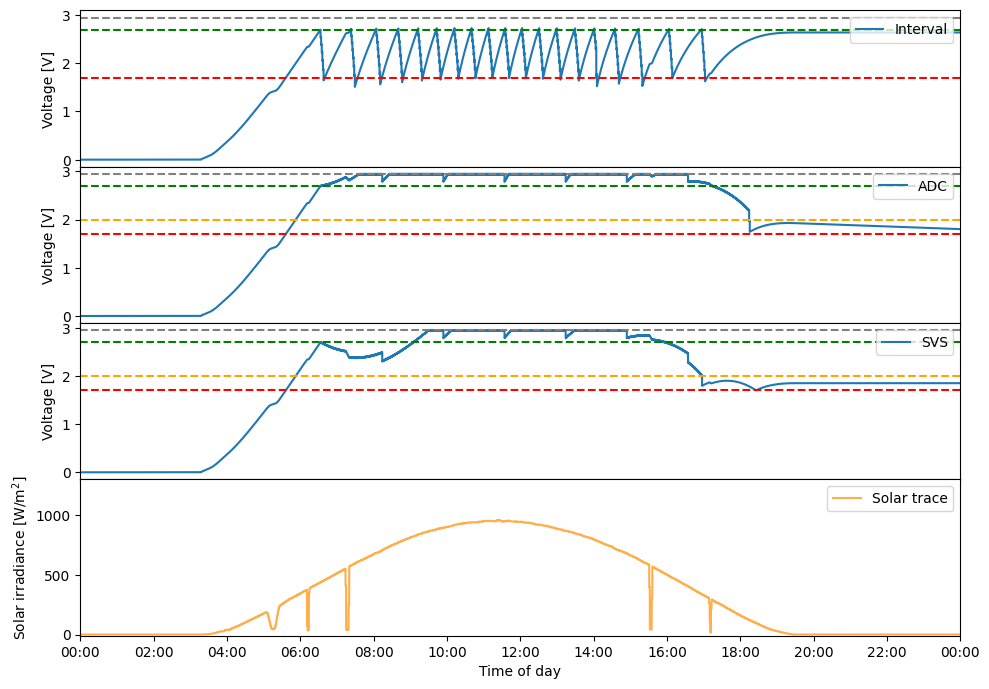 3
2
1
0
Voltage [V]
Interval
3
2
1
0
Voltage [V]
ADC
3
2
1
0
Voltage [V]
SVS
1000
500
0
Solar irradiance [W/m²]
Solar trace
00:00 02:00 04:00 06:00 08:00 10:00 12:00 14:00 16:00 18:00 20:00 22:00 00:00
Time of day